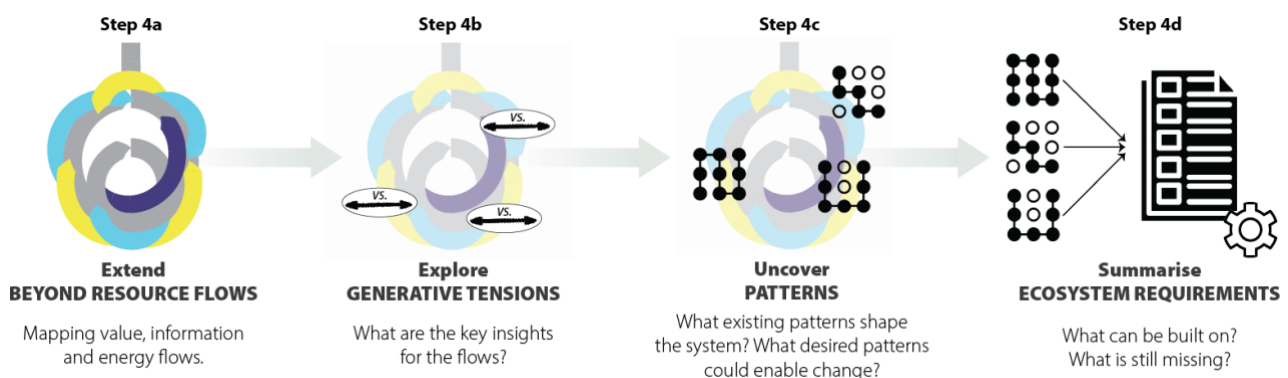 Step 4a
Step 4b
Step 4c
Step 4d
VS.
VS.
VS.
Extend
BEYOND RESOURCE FLOWS
Mapping value, information
and energy flows.
Explore
GENERATIVE TENSIONS
What are the key insights
for the flows?
Uncover
PATTERNS
What existing patterns shape
the system? What desired patterns
could enable change?
Summarise
ECOSYSTEM REQUIREMENTS
What can be built on?
What is still missing?